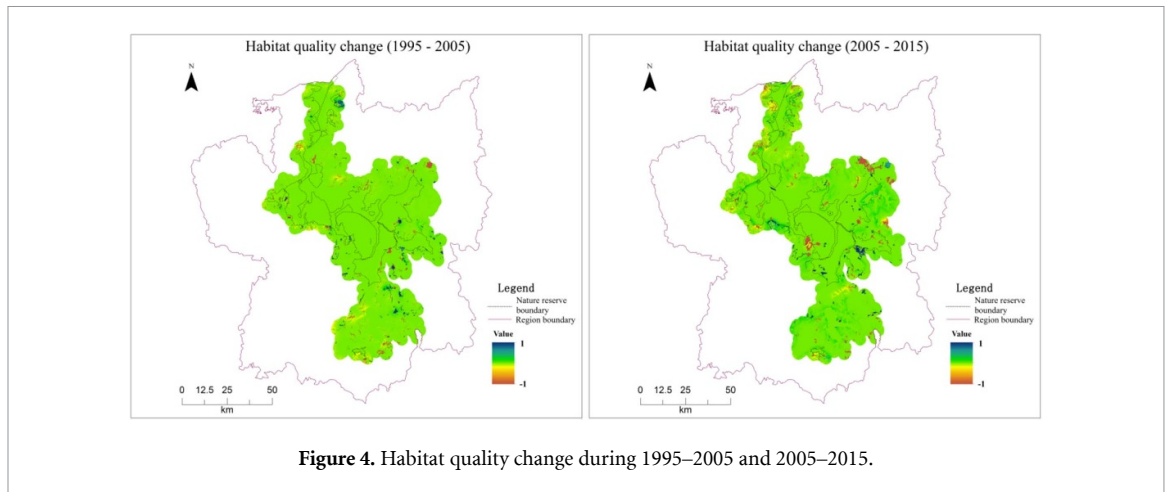 Habitat quality change (1995 - 2005)
N
Legend
Nature reserve
boundary
Region boundary
Value
1
-1
0 12.5 25 50
km
Habitat quality change (2005 - 2015)
N
Legend
Nature reserve
boundary
Region boundary
Value
1
-1
0 12.5 25 50
km
Figure 4. Habitat quality change during 1995–2005 and 2005–2015.